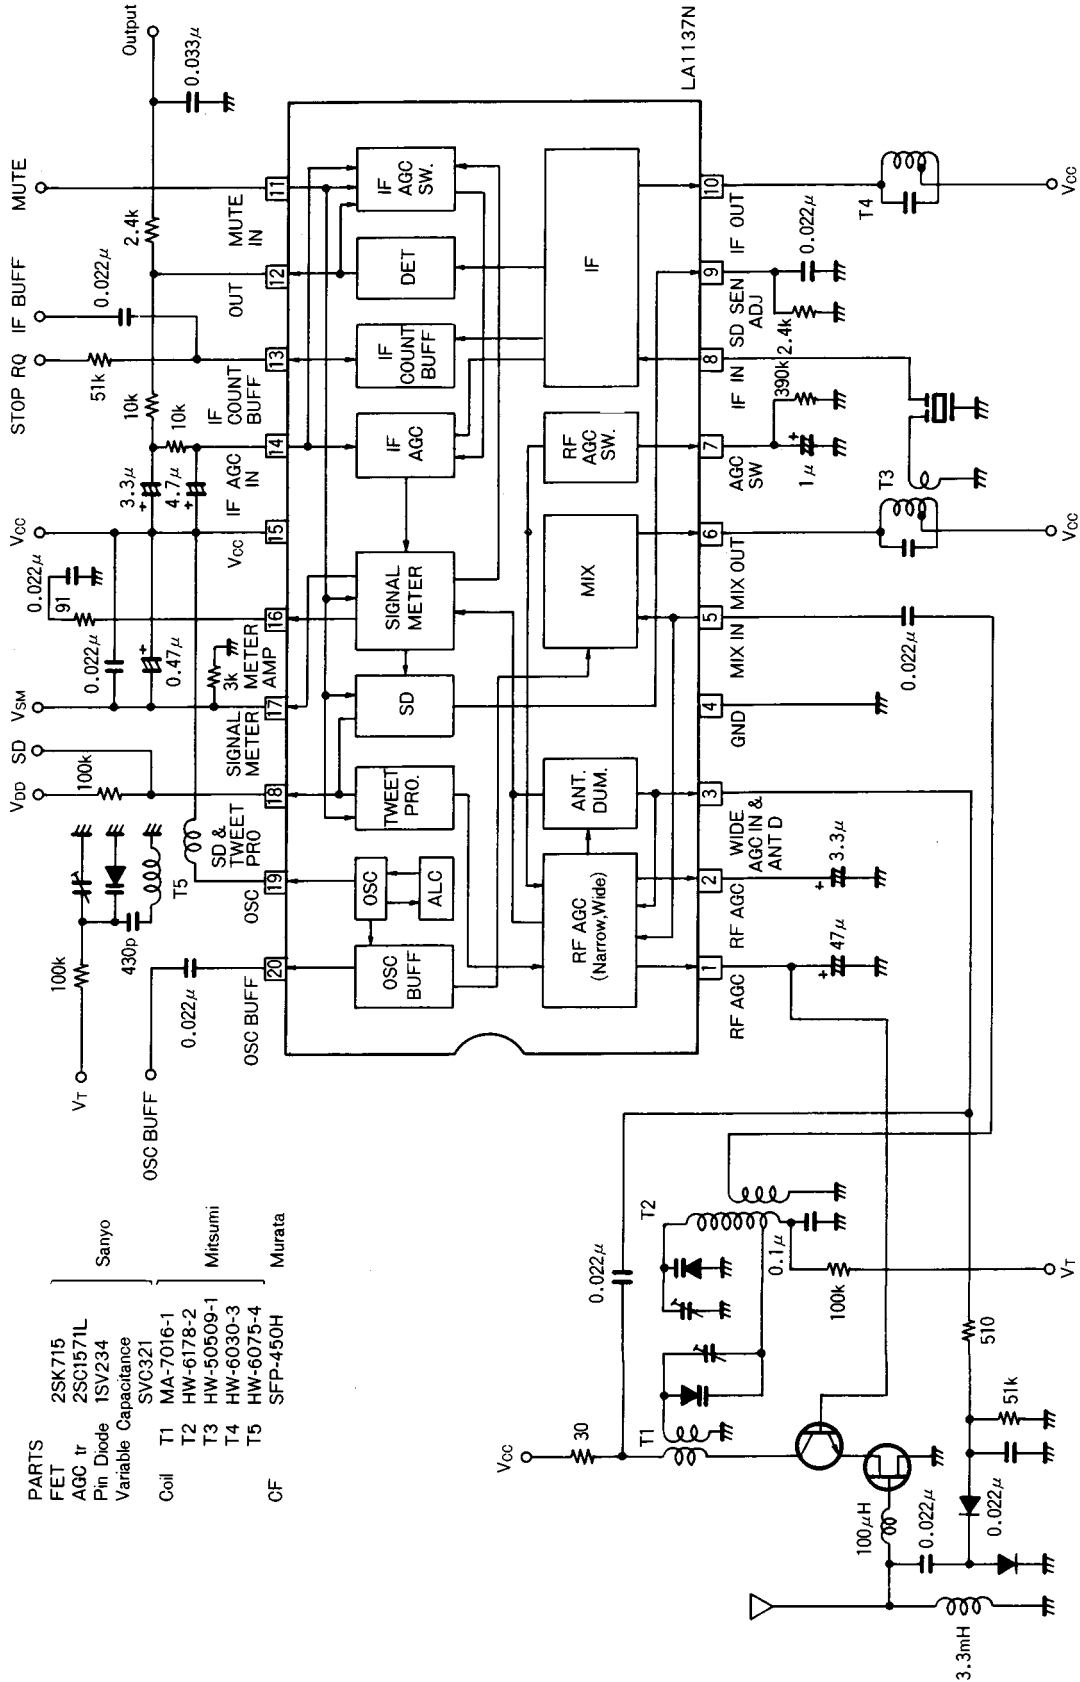 PARTS
FET 2SK715
AGC tr 2SC1571L
Pin Diode 1SV234
Variable Capacitance
SVC321
Sanyo
Coil T1 MA-7016-1
T2 HW-6178-2
T3 HW-50509-1
T4 HW-6030-3
T5 HW-6075-4
Mitsumi
CF SFP-450H Murata
VT
100k
430p
T5
OSC BUFF
0.022μ
VDD
SD
100k
VSM
0.022μ
0.47μ
3k
0.022μ
91
VCC
3.3μ
4.7μ
10k
10k
STOP RQ
IF BUFF
51k
0.022μ
2.4k
MUTE
Output
0.033μ
OSC BUFF
OSC
SD &
TWEET
PRO
SIGNAL
METER
METER
AMP
VCC
IF AGC
IN
IF
COUNT
BUFF
OUT
MUTE
IN
20
19
18
17
16
15
14
13
12
11
LA1137N
OSC
BUFF
OSC
ALC
TWEET
PRO.
SD
SIGNAL
METER
IF
AGC
IF
COUNT
BUFF
DET
IF
AGC
SW.
RF AGC
(Narrow,Wide)
ANT.
DUM.
MIX
RF
AGC
SW.
IF
1
2
3
4
5
6
7
8
9
10
RF AGC
RF AGC
WIDE
AGC IN &
ANT D
GND
MIX IN
MIX OUT
AGC
SW
IF IN
SD SEN
ADJ
IF OUT
47μ
3.3μ
0.022μ
T3
VCC
1μ
390k
2.4k
0.022μ
T4
VCC
VCC
30
T1
0.022μ
T2
0.1μ
100k
VT
510
51k
0.022μ
0.022μ
100μH
3.3mH